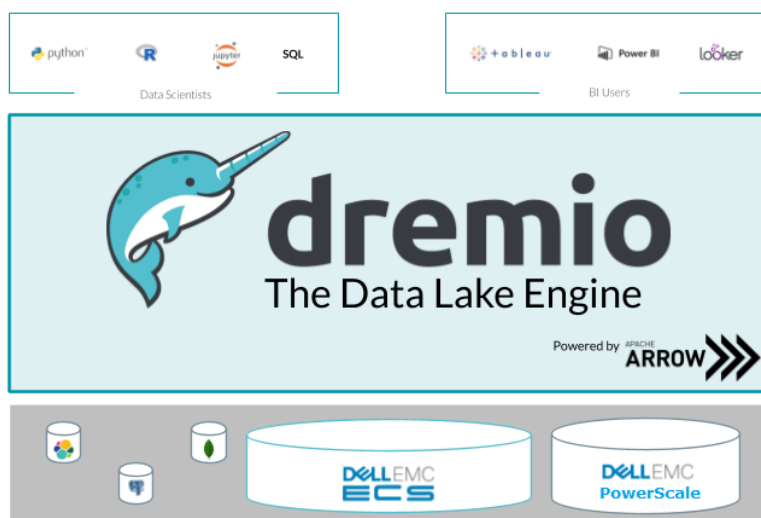 python
R
jupyter
SQL
Data Scientists
+ a b l e a u
Power BI
looker
BI Users
dremio
The Data Lake Engine
Powered by
APACHE
ARROW
DELLEMC
ECS
DELLEMC
PowerScale